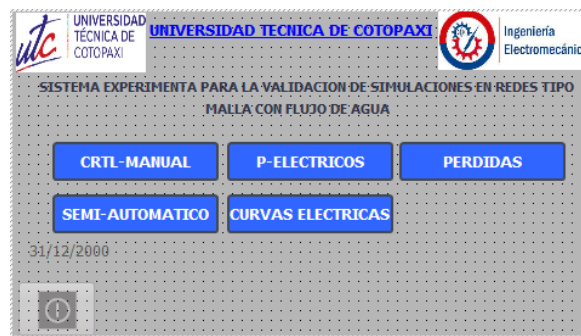 UNIVERSIDAD
TÉCNICA DE
COTOPAXI
utc
UNIVERSIDAD TECNICA DE COTOPAXI
Ingeniería
Electromecánic
SISTEMA EXPERIMENTA PARA LA VALIDACION DE SIMULACIONES EN REDES TIPO
MALLA CON FLUJO DE AGUA
CRTL-MANUAL
P-ELECTRICOS
PERDIDAS
SEMI-AUTOMATICO
CURVAS ELECTRICAS
31/12/2000